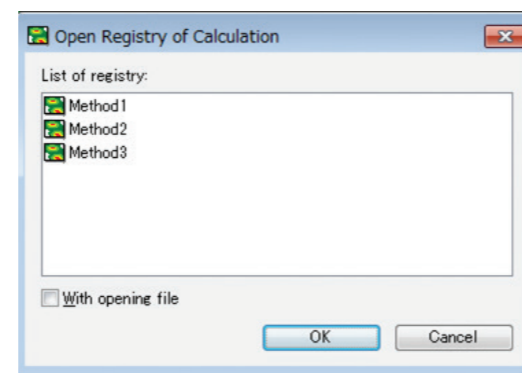 Open Registry of Calculation
List of registry:
Method1
Method2
Method3
With opening file
OK Cancel